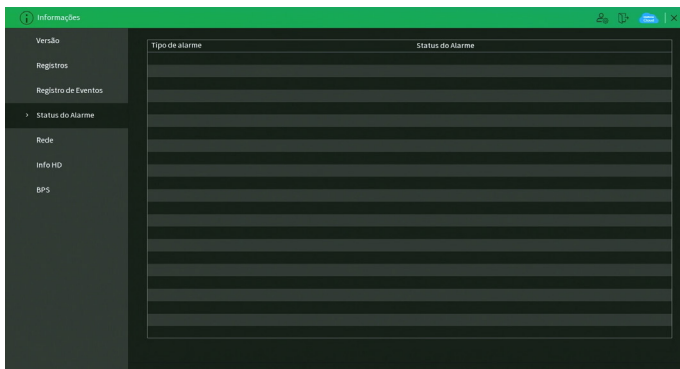 Informações
Versão
Registros
Registro de Eventos
Status do Alarme
Rede
Info HD
BPS
Tipo de alarme Status do Alarme